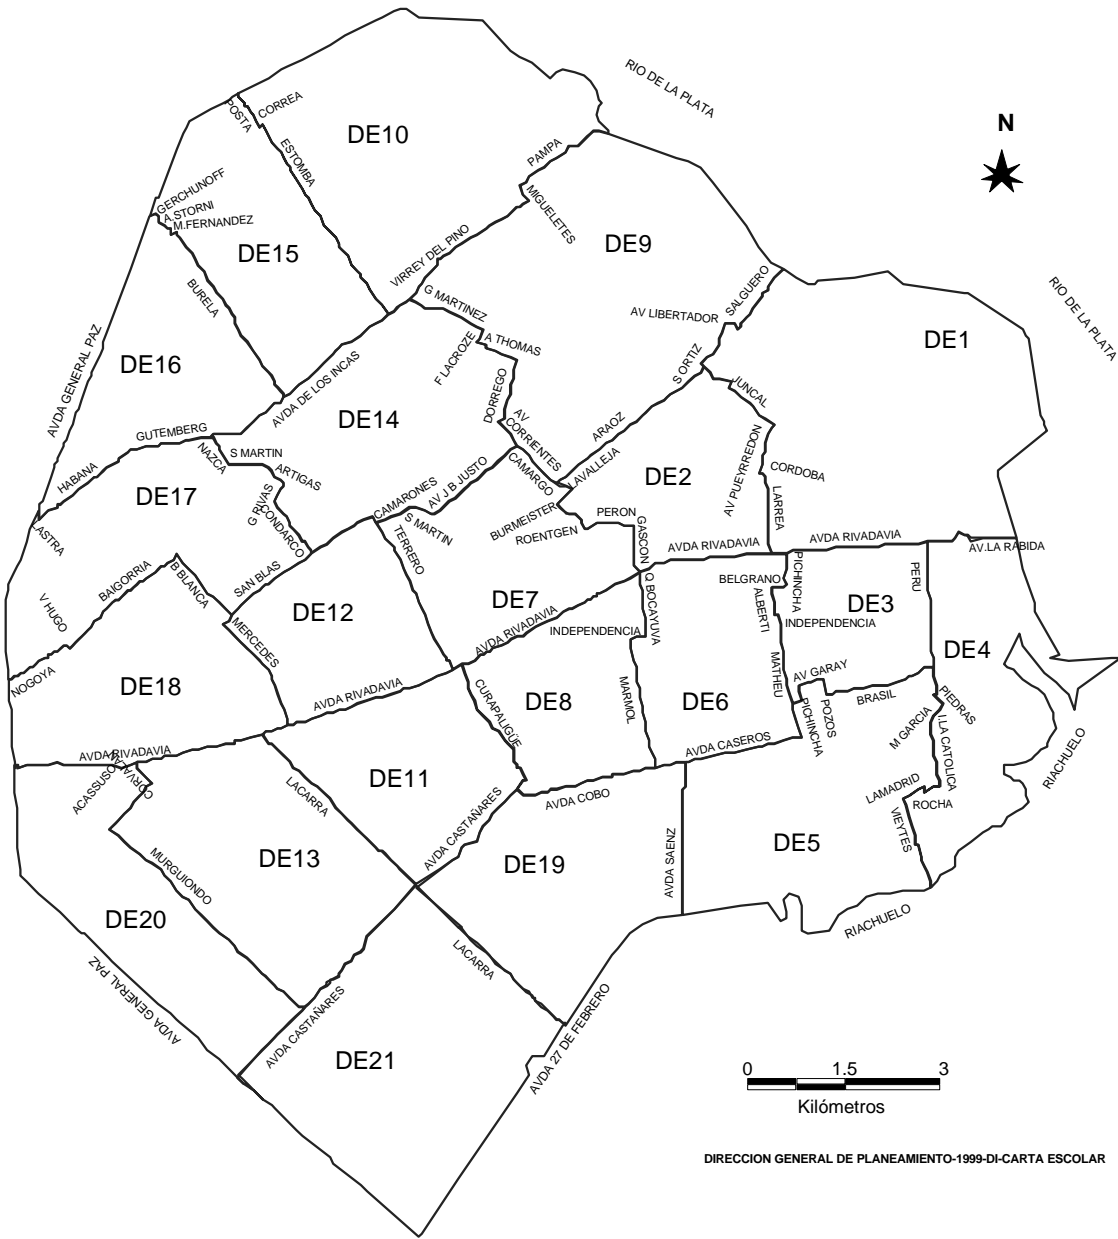 RIO DE LA PLATA
N
POSTA
CORREA
DE10
ESTOMBA
PAMPA
GERCHUNOFF
A.STORNI
M.FERNANDEZ
MIGUELETES
DE15
VIRREY DEL PINO
DE9
BURELA
G MARTINEZ
SALGUERO
AV LIBERTADOR
RIO DE LA PLATA
AVDA GENERAL PAZ
DE16
AVDA DE LOS INCAS
F LACROZE
A THOMAS
S ORTIZ
DE1
JUNCAL
DE14
DORREGO
AV
CORRIENTES
ARAOZ
GUTEMBERG
NAZCA
S MARTIN
ARTIGAS
HABANA
DE17
G RIVAS
CONDARCO
CAMARONES
AV J B JUSTO
CAMARGO
LAVALLEJA
DE2
AV PUEYRREDON
CORDOBA
LARREA
LASTRA
S MARTIN
BURMEISTER
ROENTGEN
PERON
GASCON
TERRERO
AVDA RIVADAVIA
AVDA RIVADAVIA
AV.LA RABIDA
BAIGORRIA
B BLANCA
SAN BLAS
V HUGO
MERCEDES
DE12
DE7
AVDA RIVADAVIA
Q BOCAYUVA
INDEPENDENCIA
BELGRANO
PICHINCHA
ALBERTI
INDEPENDENCIA
DE3
PERU
DE4
NOGOYA
DE18
AVDA RIVADAVIA
CURAPALIGÜE
DE8
MARMOL
DE6
MATHEU
AV GARAY
PICHINCHA
POZOS
BRASIL
PIEDRAS
M GARCIA
I.LA CATOLICA
AVDA RIVADAVIA
ACASSUSO
CORVALAN
LACARRA
DE11
AVDA CASEROS
RIACHUELO
AVDA CASTAÑARES
AVDA COBO
LAMADRID
ROCHA
VIEYTES
MURGUIONDO
DE13
DE19
AVDA SAENZ
DE5
DE20
LACARRA
RIACHUELO
AVDA GENERAL PAZ
AVDA CASTAÑARES
AVDA 27 DE FEBRERO
DE21
0 1.5 3
Kilómetros
DIRECCION GENERAL DE PLANEAMIENTO-1999-DI-CARTA ESCOLAR